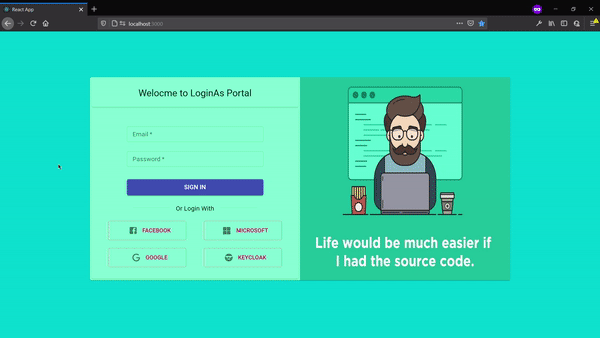 React App
localhost:3000
Welocme to LoginAs Portal
Email *
Password *
SIGN IN
Or Login With
FACEBOOK
MICROSOFT
GOOGLE
KEYCLOAK
Life would be much easier if
I had the source code.